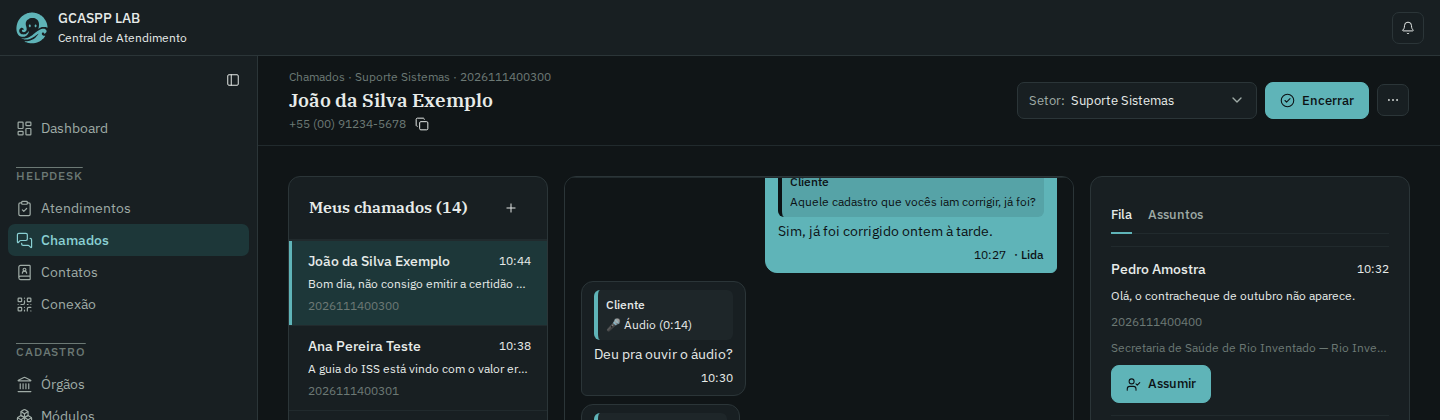 GCASPP LAB
Central de Atendimento
Dashboard
HELPDESK
Atendimentos
Chamados
Contatos
Conexão
CADASTRO
Órgãos
Módulos
Chamados · Suporte Sistemas · 2026111400300
João da Silva Exemplo
+55 (00) 91234-5678
Setor: Suporte Sistemas
Encerrar
Meus chamados (14)
João da Silva Exemplo 10:44
Bom dia, não consigo emitir a certidão ...
2026111400300
Ana Pereira Teste 10:38
A guia do ISS está vindo com o valor er...
2026111400301
Cliente
Aquele cadastro que vocês iam corrigir, já foi?
Sim, já foi corrigido ontem à tarde.
10:27 · Lida
Cliente
🎤 Áudio (0:14)
Deu pra ouvir o áudio?
10:30
Fila Assuntos
Pedro Amostra 10:32
Olá, o contracheque de outubro não aparece.
2026111400400
Secretaria de Saúde de Rio Inventado — Rio Inve...
Assumir